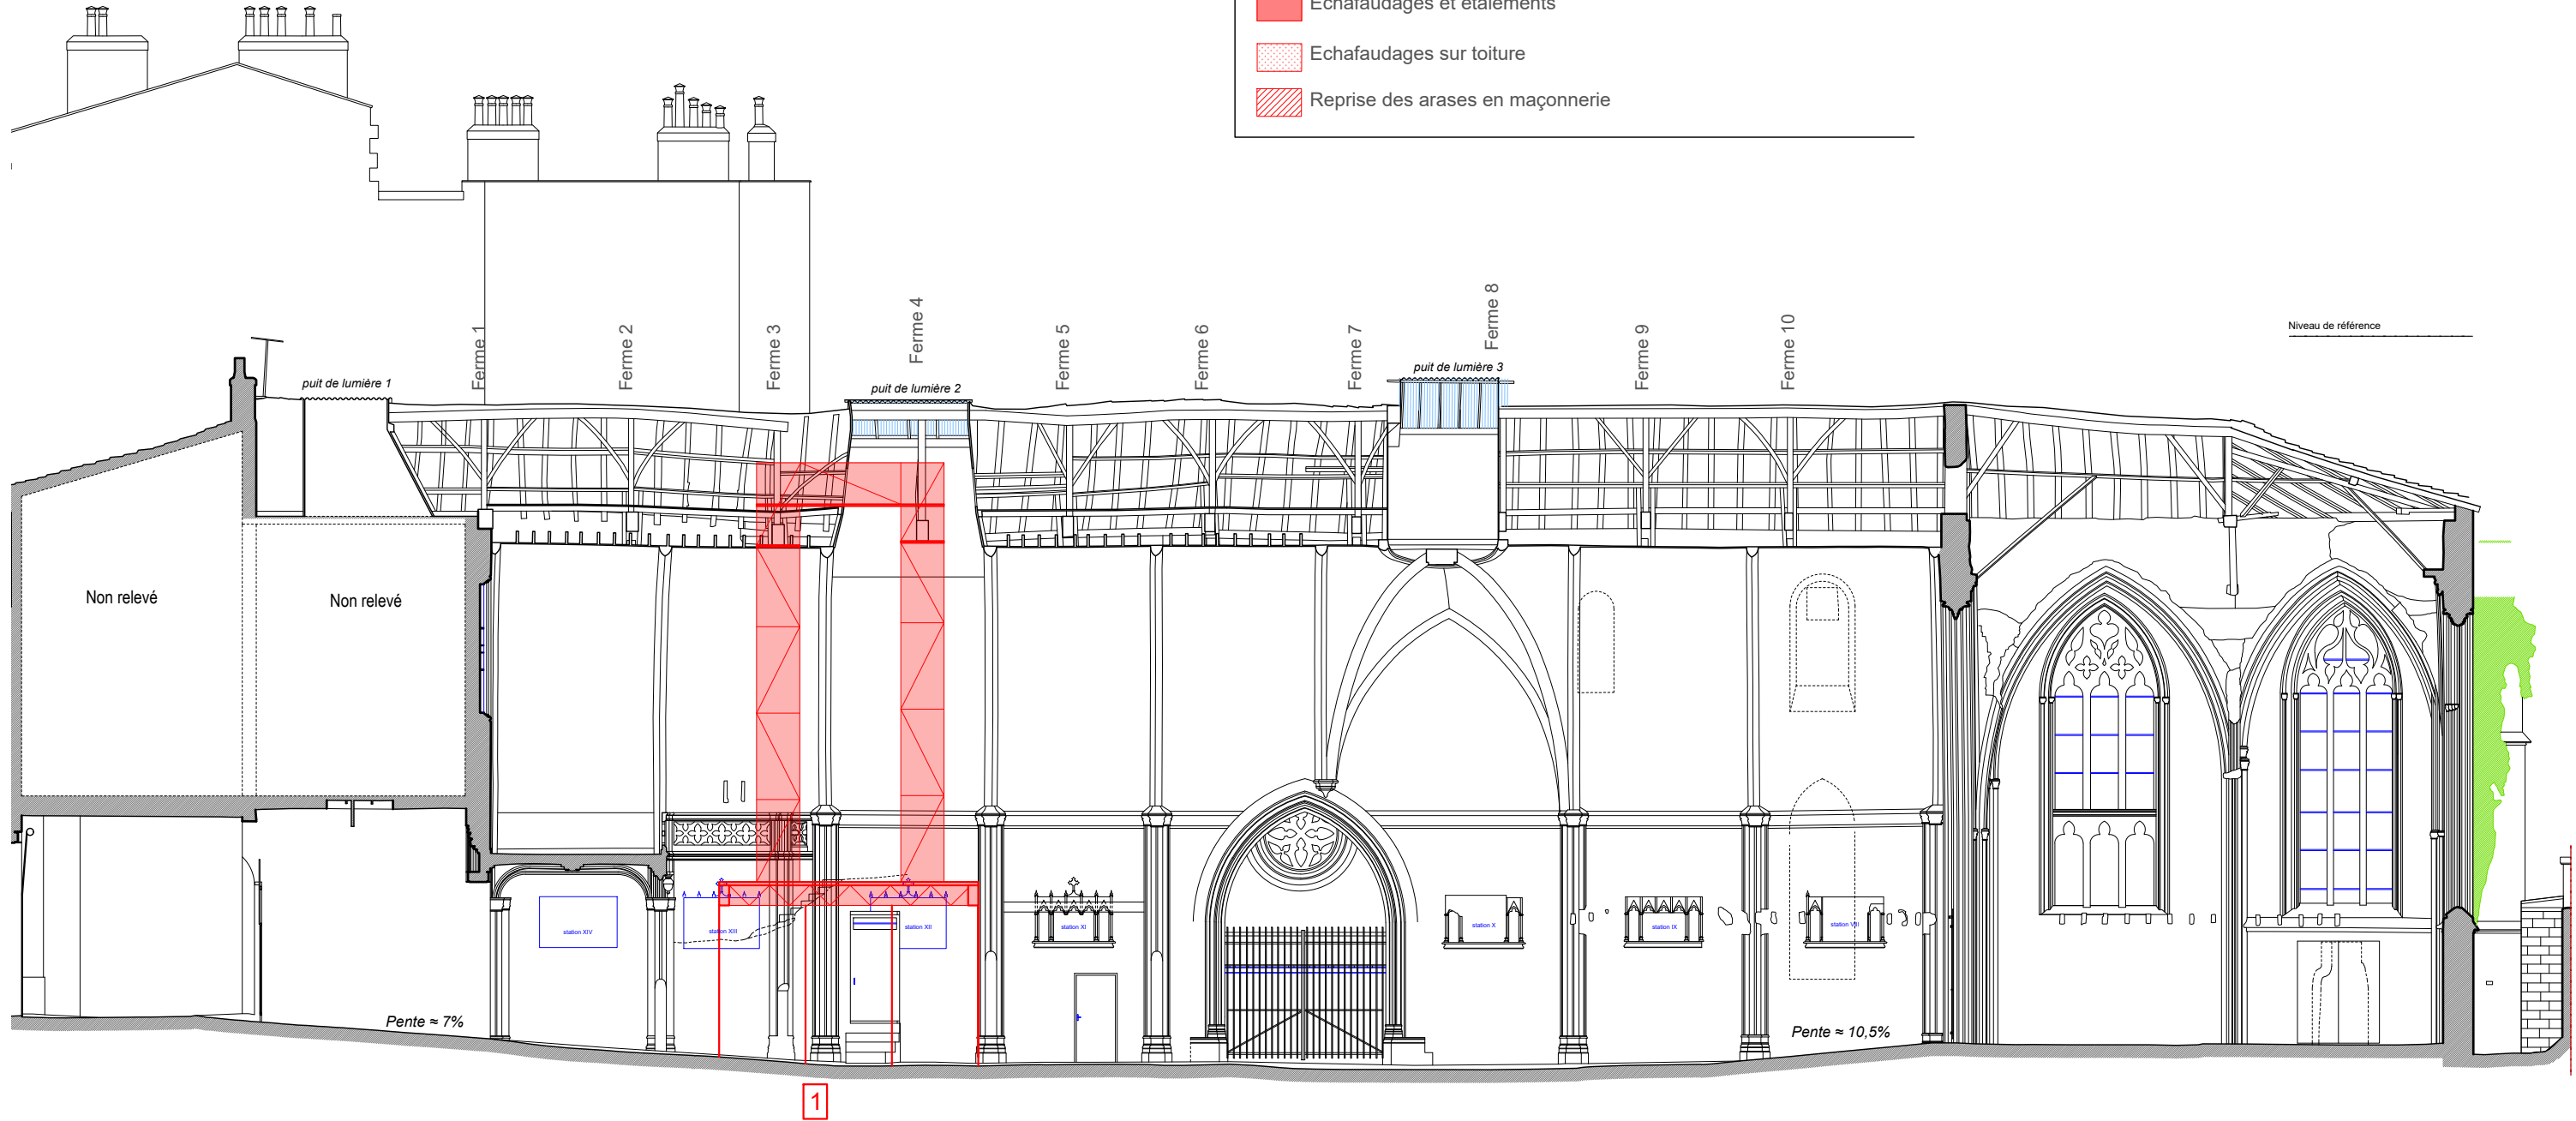 Echafaudages et étaiements
Echafaudages sur toiture
Reprise des arases en maçonnerie
Ferme 1
Ferme 2
Ferme 3
Ferme 4
Ferme 5
Ferme 6
Ferme 7
Ferme 8
Ferme 9
Ferme 10
Niveau de référence
puit de lumière 1
puit de lumière 2
puit de lumière 3
Non relevé
Non relevé
station XIV
station XIII
station XII
station XI
station X
station IX
station VIII
Pente ≈ 7%
Pente ≈ 10,5%
1